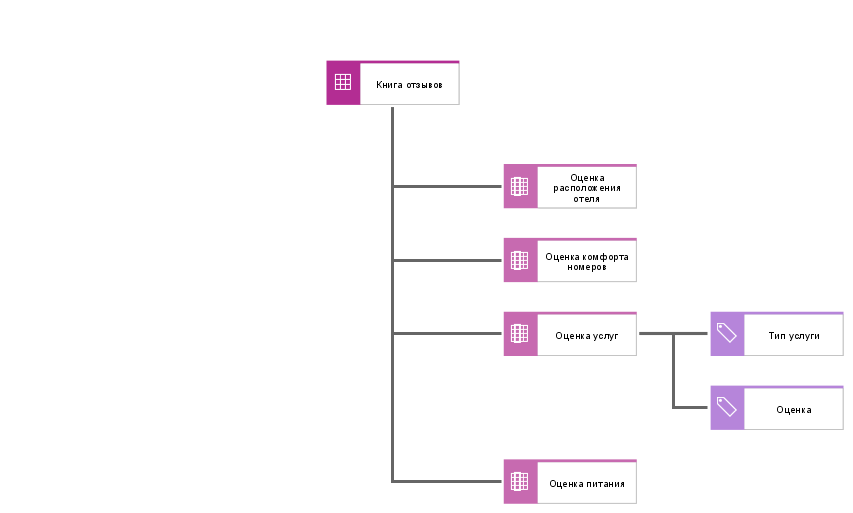 Книга отзывов
Оценка
расположения
отеля
Оценка комфорта
номеров
Оценка услуг
Тип услуги
Оценка
Оценка питания